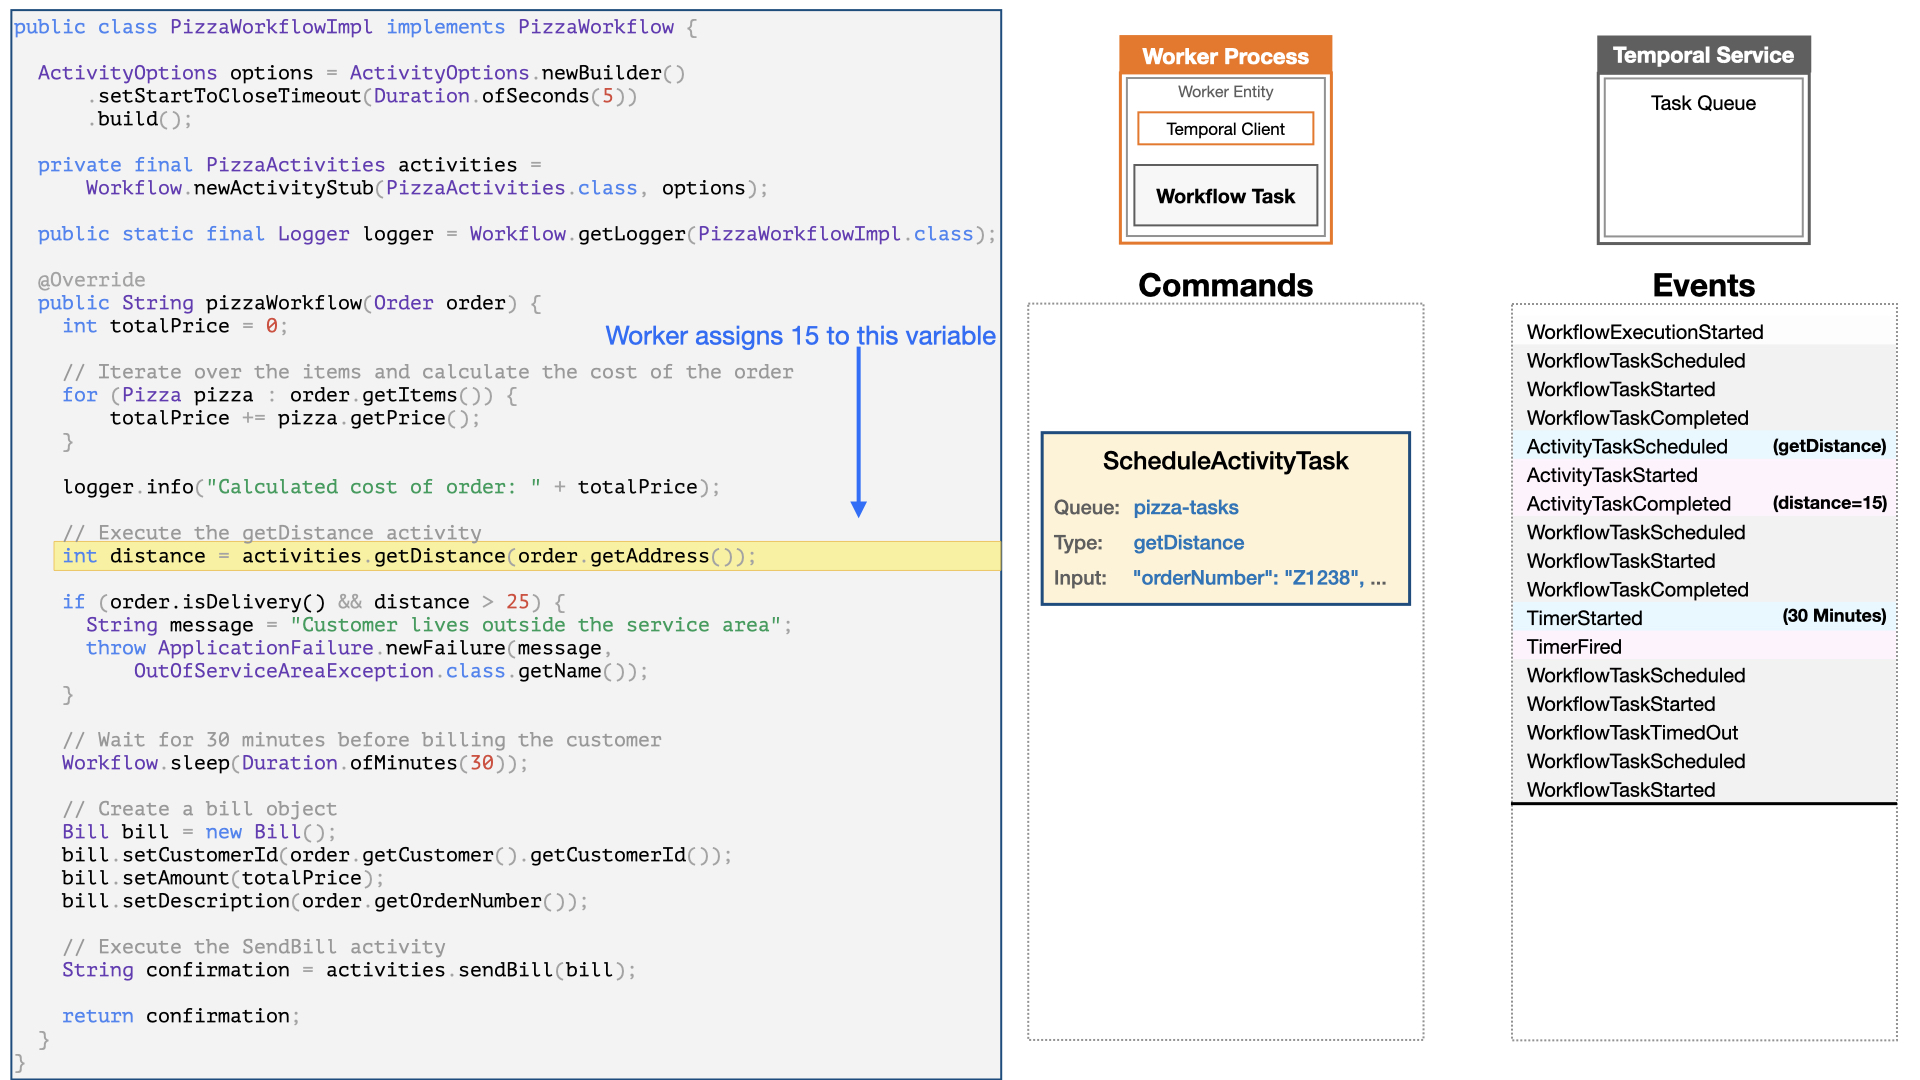 public class PizzaWorkflowImpl implements PizzaWorkflow {
ActivityOptions options = ActivityOptions.newBuilder()
.setStartToCloseTimeout(Duration.ofSeconds(5))
.build();
private final PizzaActivities activities =
Workflow.newActivityStub(PizzaActivities.class, options);
public static final Logger logger = Workflow.getLogger(PizzaWorkflowImpl.class);
@Override
public String pizzaWorkflow(Order order) {
int totalPrice = 0;
Worker assigns 15 to this variable
// Iterate over the items and calculate the cost of the order
for (Pizza pizza : order.getItems()) {
totalPrice += pizza.getPrice();
}
logger.info("Calculated cost of order: " + totalPrice);
// Execute the getDistance activity
int distance = activities.getDistance(order.getAddress());
if (order.isDelivery() && distance > 25) {
String message = "Customer lives outside the service area";
throw ApplicationFailure.newFailure(message,
OutOfServiceAreaException.class.getName());
}
// Wait for 30 minutes before billing the customer
Workflow.sleep(Duration.ofMinutes(30));
// Create a bill object
Bill bill = new Bill();
bill.setCustomerId(order.getCustomer().getCustomerId());
bill.setAmount(totalPrice);
bill.setDescription(order.getOrderNumber());
// Execute the SendBill activity
String confirmation = activities.sendBill(bill);
return confirmation;
}
}
Worker Process
Worker Entity
Temporal Client
Workflow Task
Commands
ScheduleActivityTask
Queue: pizza-tasks
Type: getDistance
Input: "orderNumber": "Z1238", ...
Temporal Service
Task Queue
Events
WorkflowExecutionStarted
WorkflowTaskScheduled
WorkflowTaskStarted
WorkflowTaskCompleted
ActivityTaskScheduled (getDistance)
ActivityTaskStarted
ActivityTaskCompleted (distance=15)
WorkflowTaskScheduled
WorkflowTaskStarted
WorkflowTaskCompleted
TimerStarted (30 Minutes)
TimerFired
WorkflowTaskScheduled
WorkflowTaskStarted
WorkflowTaskTimedOut
WorkflowTaskScheduled
WorkflowTaskStarted